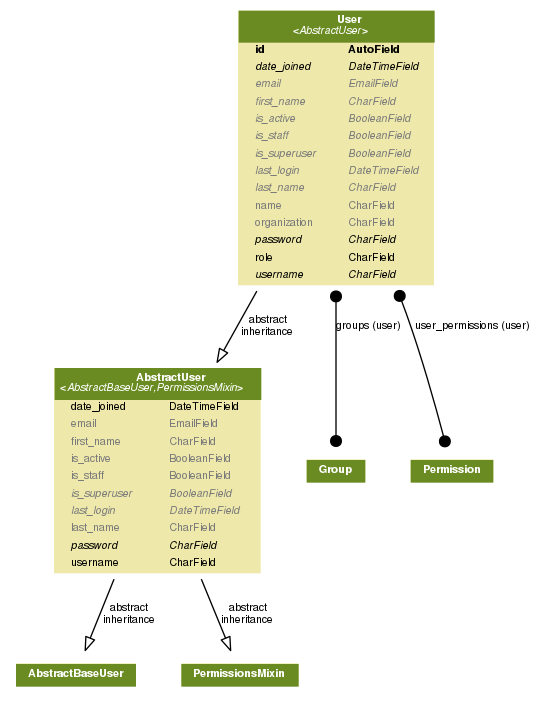 User
<AbstractUser>
id AutoField
date_joined DateTimeField
email EmailField
first_name CharField
is_active BooleanField
is_staff BooleanField
is_superuser BooleanField
last_login DateTimeField
last_name CharField
name CharField
organization CharField
password CharField
role CharField
username CharField
abstract
inheritance
groups (user)
user_permissions (user)
AbstractUser
<AbstractBaseUser,PermissionsMixin>
date_joined DateTimeField
email EmailField
first_name CharField
is_active BooleanField
is_staff BooleanField
is_superuser BooleanField
last_login DateTimeField
last_name CharField
password CharField
username CharField
Group
Permission
abstract
inheritance
abstract
inheritance
AbstractBaseUser
PermissionsMixin